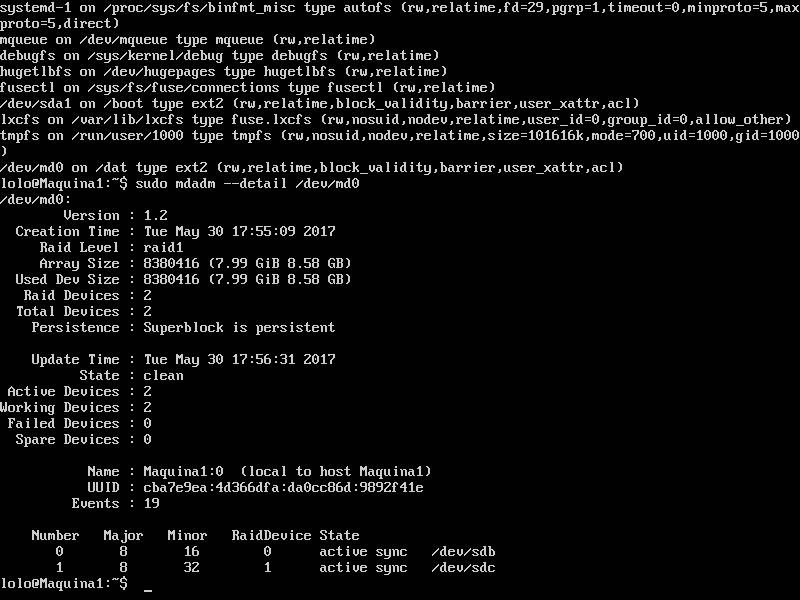 systemd-1 on /proc/sys/fs/binfmt_misc type autofs (rw,relatime,fd=29,pgrp=1,timeout=0,minproto=5,max
proto=5,direct)
mqueue on /dev/mqueue type mqueue (rw,relatime)
debugfs on /sys/kernel/debug type debugfs (rw,relatime)
hugetlbfs on /dev/hugepages type hugetlbfs (rw,relatime)
fusectl on /sys/fs/fuse/connections type fusectl (rw,relatime)
/dev/sda1 on /boot type ext2 (rw,relatime,block_validity,barrier,user_xattr,acl)
lxcfs on /var/lib/lxcfs type fuse.lxcfs (rw,nosuid,nodev,relatime,user_id=0,group_id=0,allow_other)
tmpfs on /run/user/1000 type tmpfs (rw,nosuid,nodev,relatime,size=101616k,mode=700,uid=1000,gid=1000
)
/dev/md0 on /dat type ext2 (rw,relatime,block_validity,barrier,user_xattr,acl)
lolo@Maquina1:~$ sudo mdadm --detail /dev/md0
/dev/md0:
        Version : 1.2
  Creation Time : Tue May 30 17:55:09 2017
     Raid Level : raid1
     Array Size : 8380416 (7.99 GiB 8.58 GB)
  Used Dev Size : 8380416 (7.99 GiB 8.58 GB)
   Raid Devices : 2
  Total Devices : 2
    Persistence : Superblock is persistent

    Update Time : Tue May 30 17:56:31 2017
          State : clean
 Active Devices : 2
Working Devices : 2
 Failed Devices : 0
  Spare Devices : 0

           Name : Maquina1:0  (local to host Maquina1)
           UUID : cba7e9ea:4d366dfa:da0cc86d:9892f41e
         Events : 19

    Number   Major   Minor   RaidDevice State
       0       8       16        0      active sync   /dev/sdb
       1       8       32        1      active sync   /dev/sdc
lolo@Maquina1:~$ _